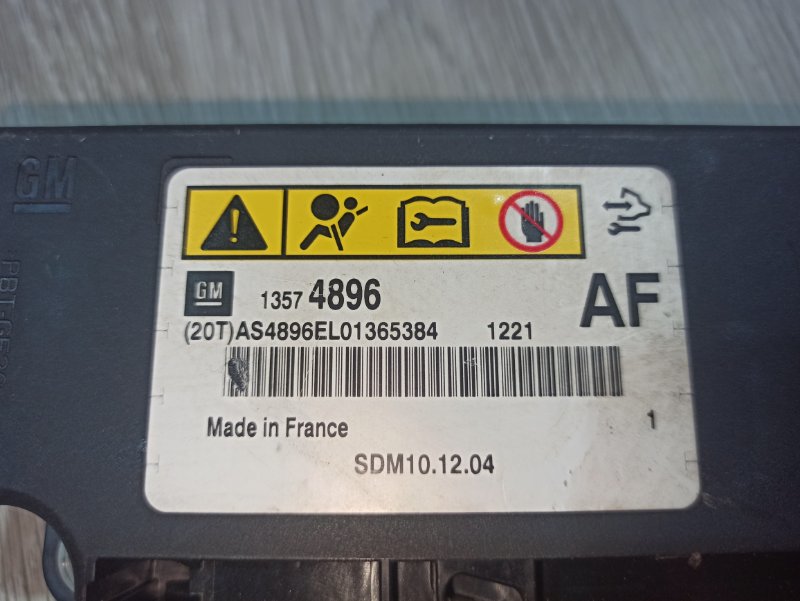 GM
GM 1357 4896 AF
(20T)AS4896EL01365384 1221
Made in France 1
SDM10.12.04